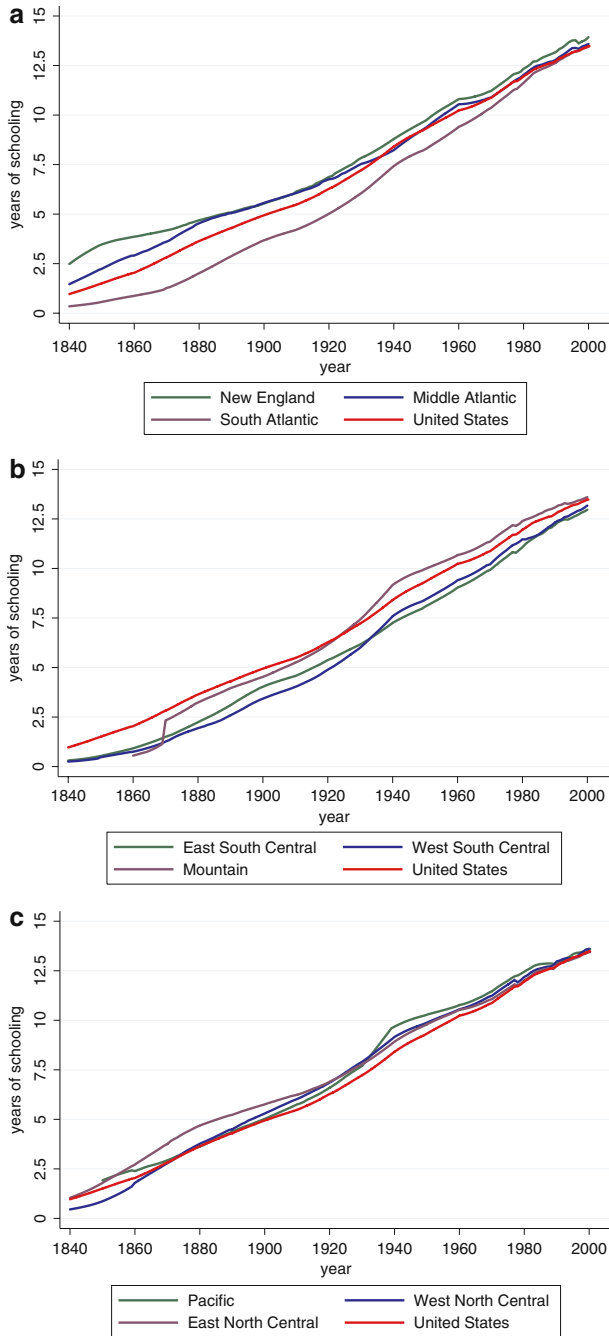 a
15
12.5
10
7.5
5
2.5
0
years of schooling
1840 1860 1880 1900 1920 1940 1960 1980 2000
year
New England Middle Atlantic
South Atlantic United States
b
15
12.5
10
7.5
5
2.5
0
years of schooling
1840 1860 1880 1900 1920 1940 1960 1980 2000
year
East South Central West South Central
Mountain United States
c
15
12.5
10
7.5
5
2.5
0
years of schooling
1840 1860 1880 1900 1920 1940 1960 1980 2000
year
Pacific West North Central
East North Central United States